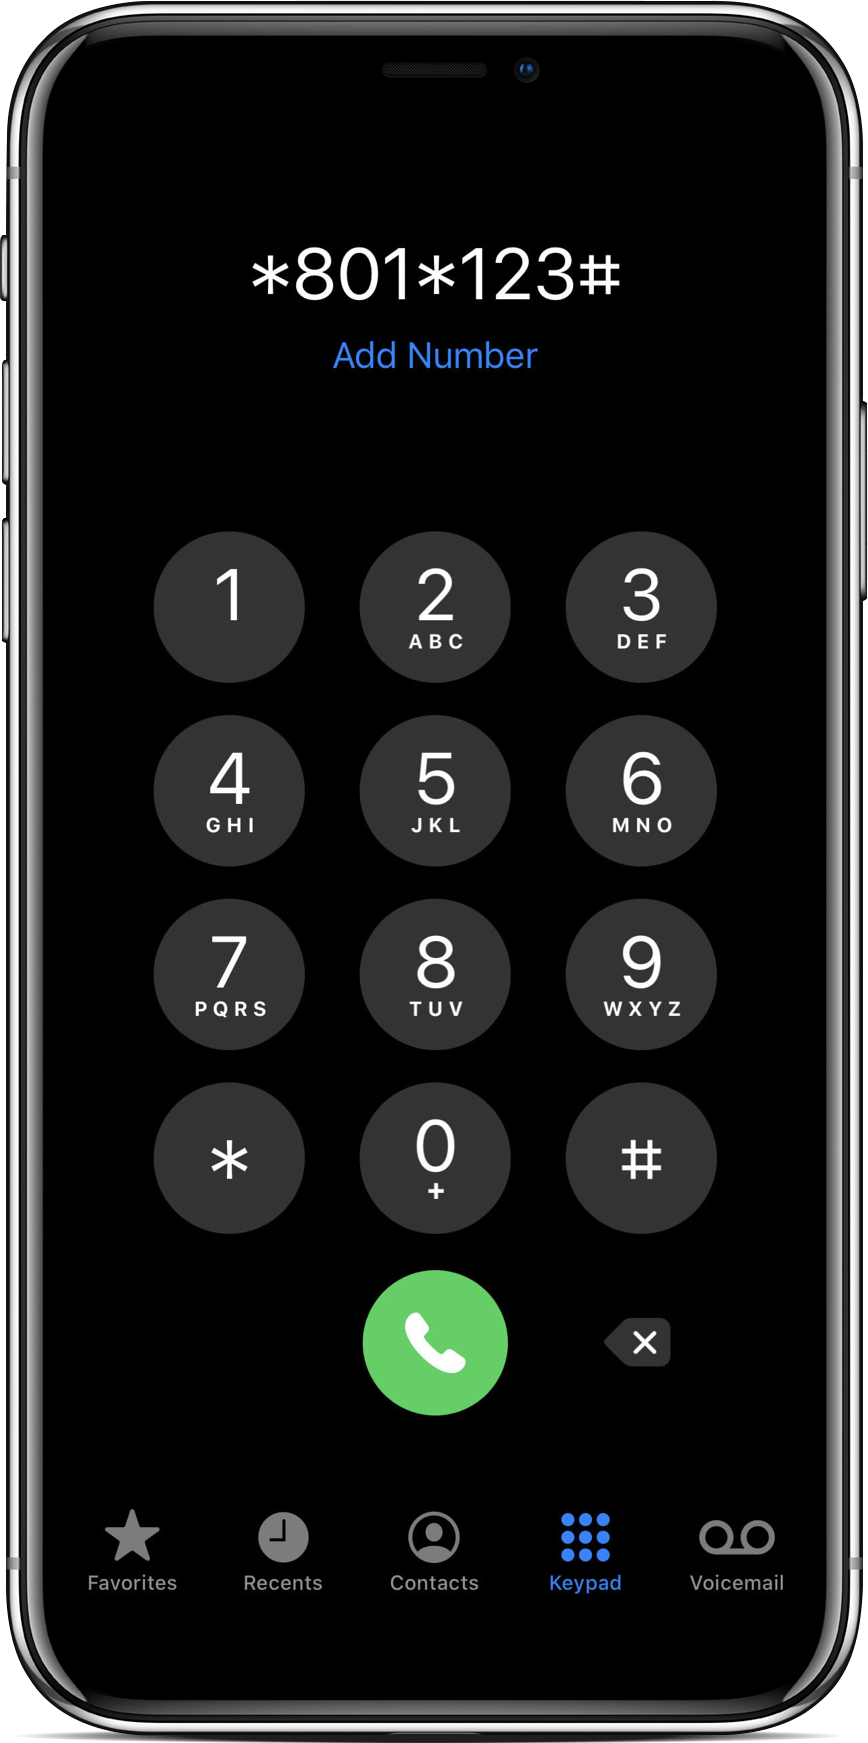 *801*123#
Add Number
1 2 3
ABC DEF
4 5 6
GHI JKL MNO
7 8 9
PQRS TUV WXYZ
* 0 #
+
Favorites Recents Contacts Keypad Voicemail